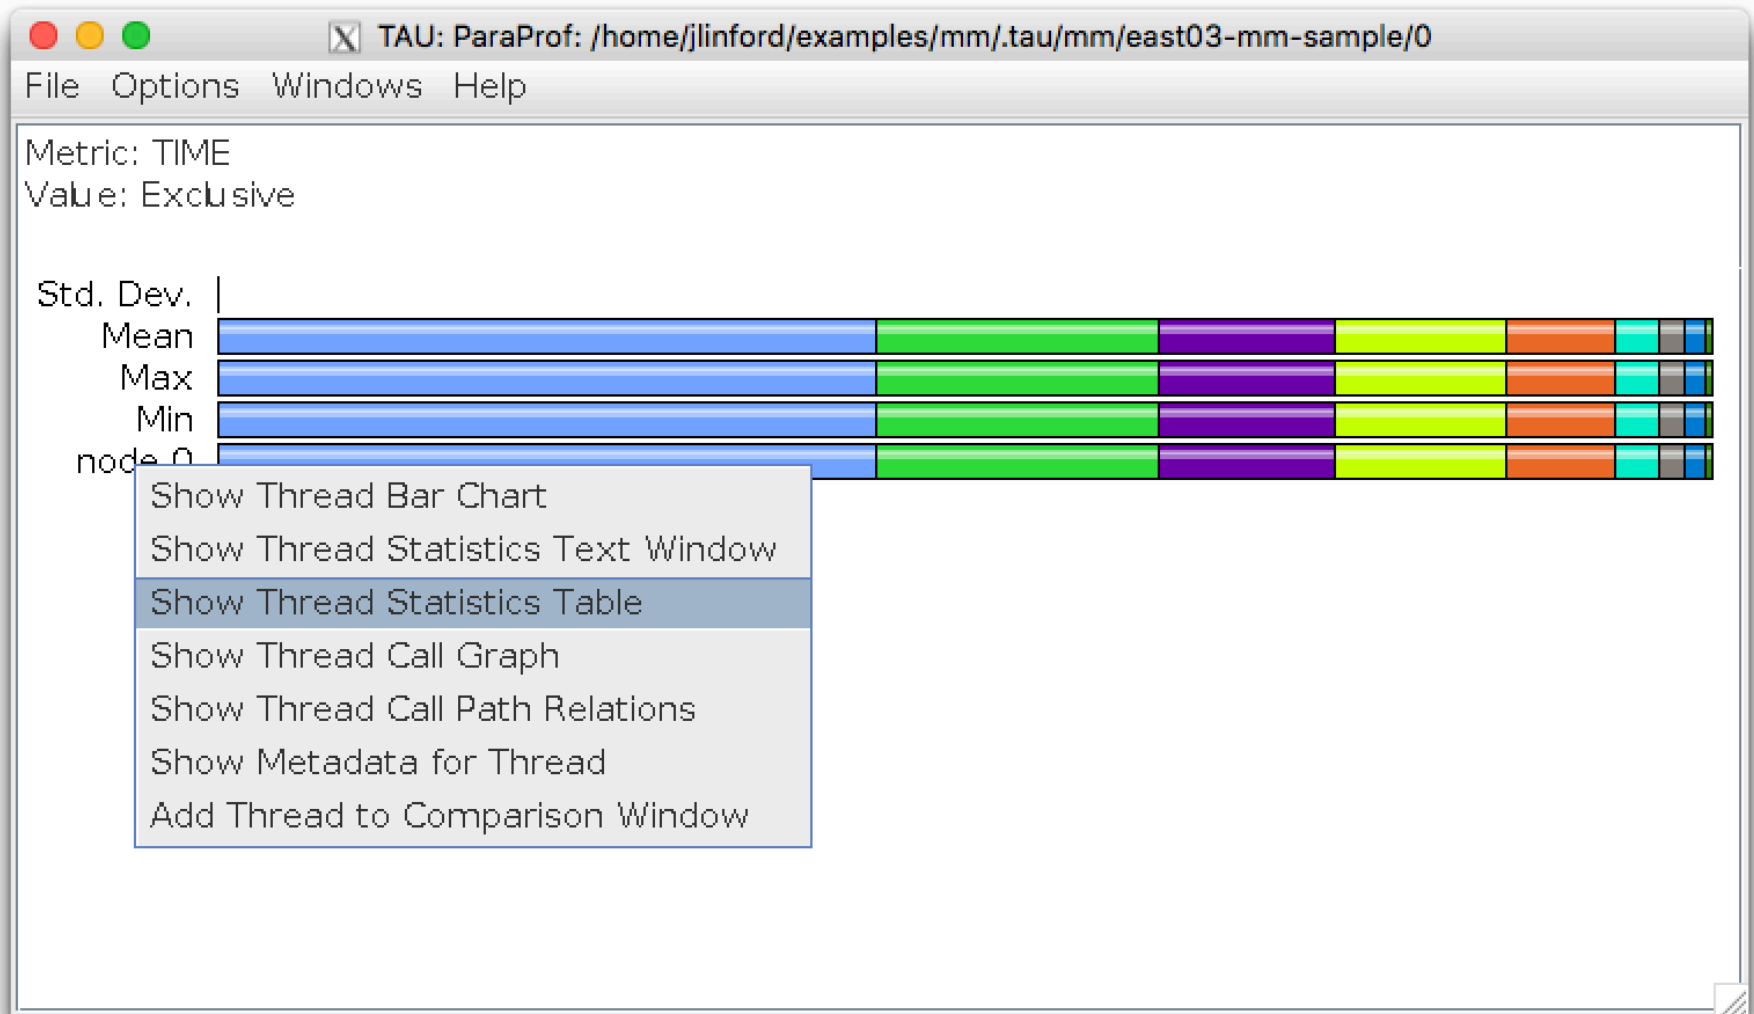 TAU: ParaProf: /home/jlinford/examples/mm/.tau/mm/east03-mm-sample/0
File Options Windows Help
Metric: TIME
Value: Exclusive
Std. Dev.
Mean
Max
Min
node 0
Show Thread Bar Chart
Show Thread Statistics Text Window
Show Thread Statistics Table
Show Thread Call Graph
Show Thread Call Path Relations
Show Metadata for Thread
Add Thread to Comparison Window